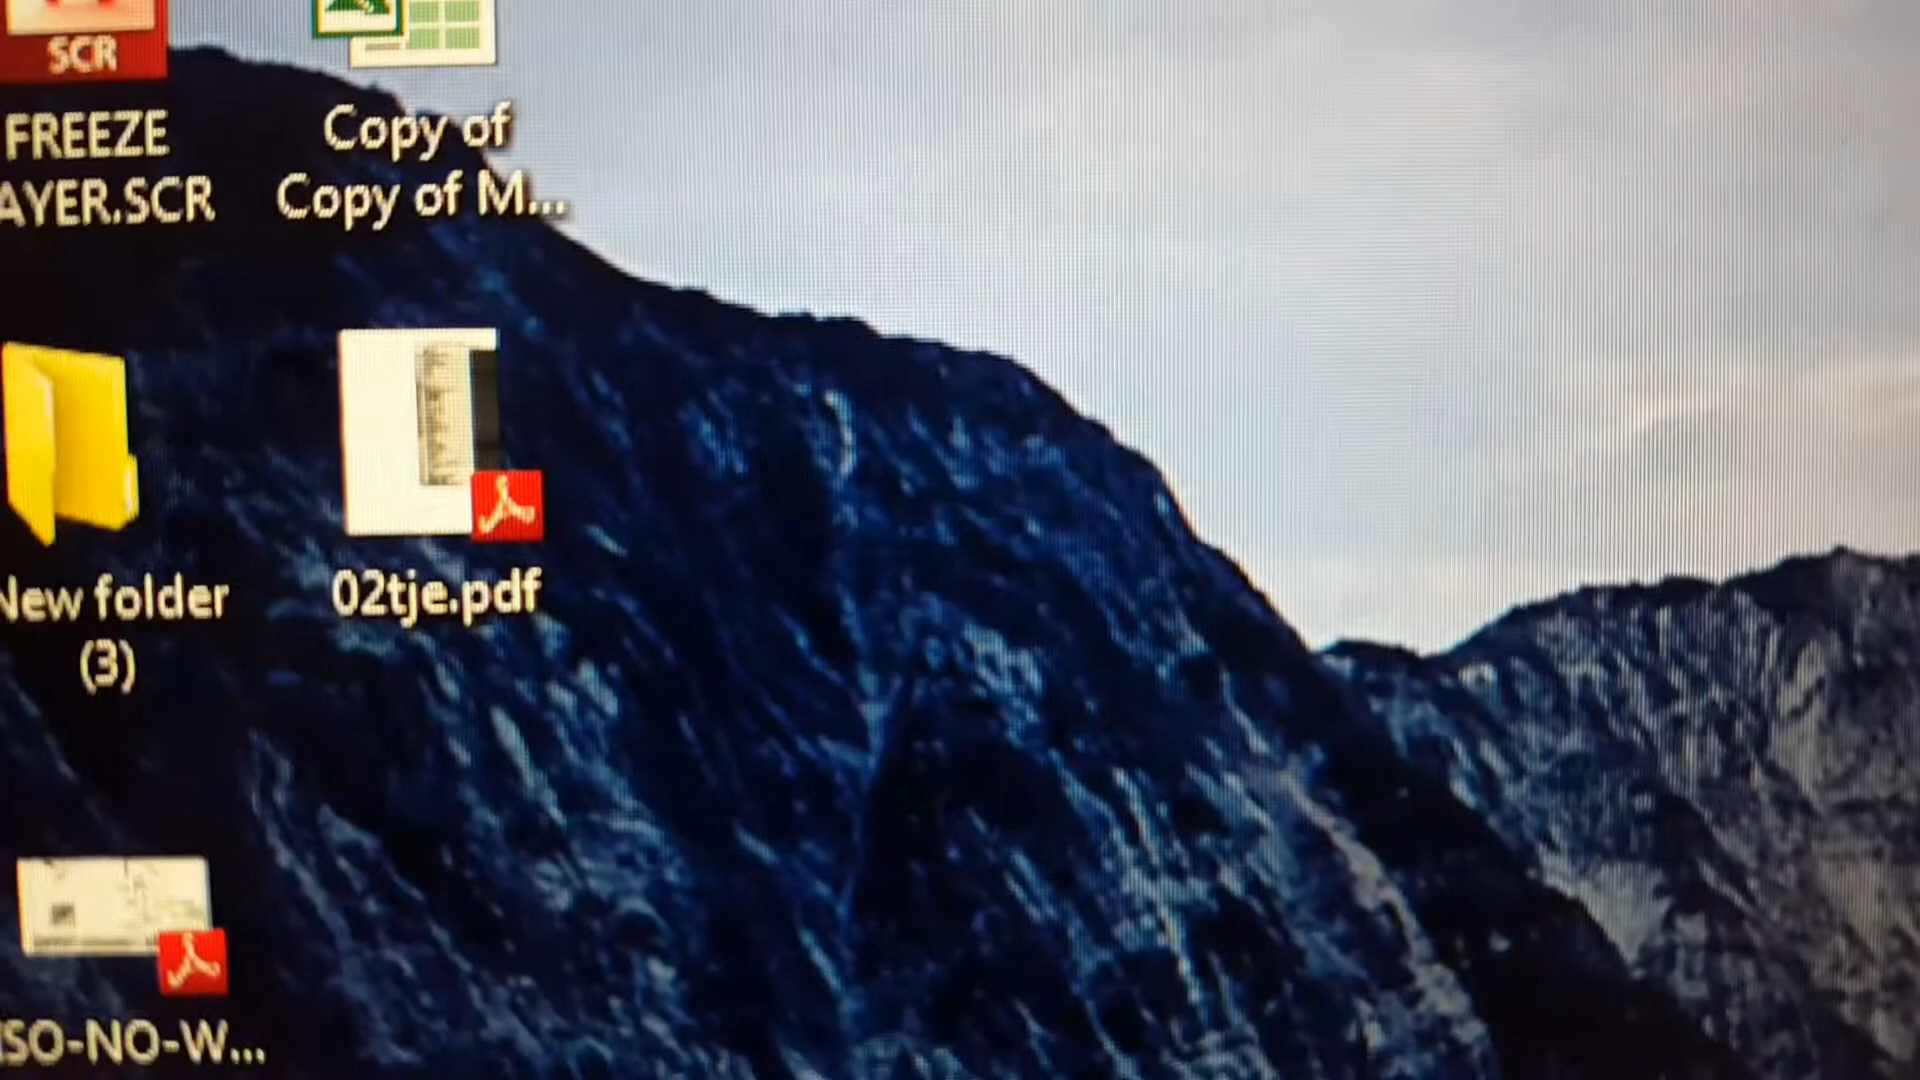 SCR
FREEZE
AYER.SCR
Copy of
Copy of M...
New folder
(3)
02tje.pdf
ISO-NO-W...